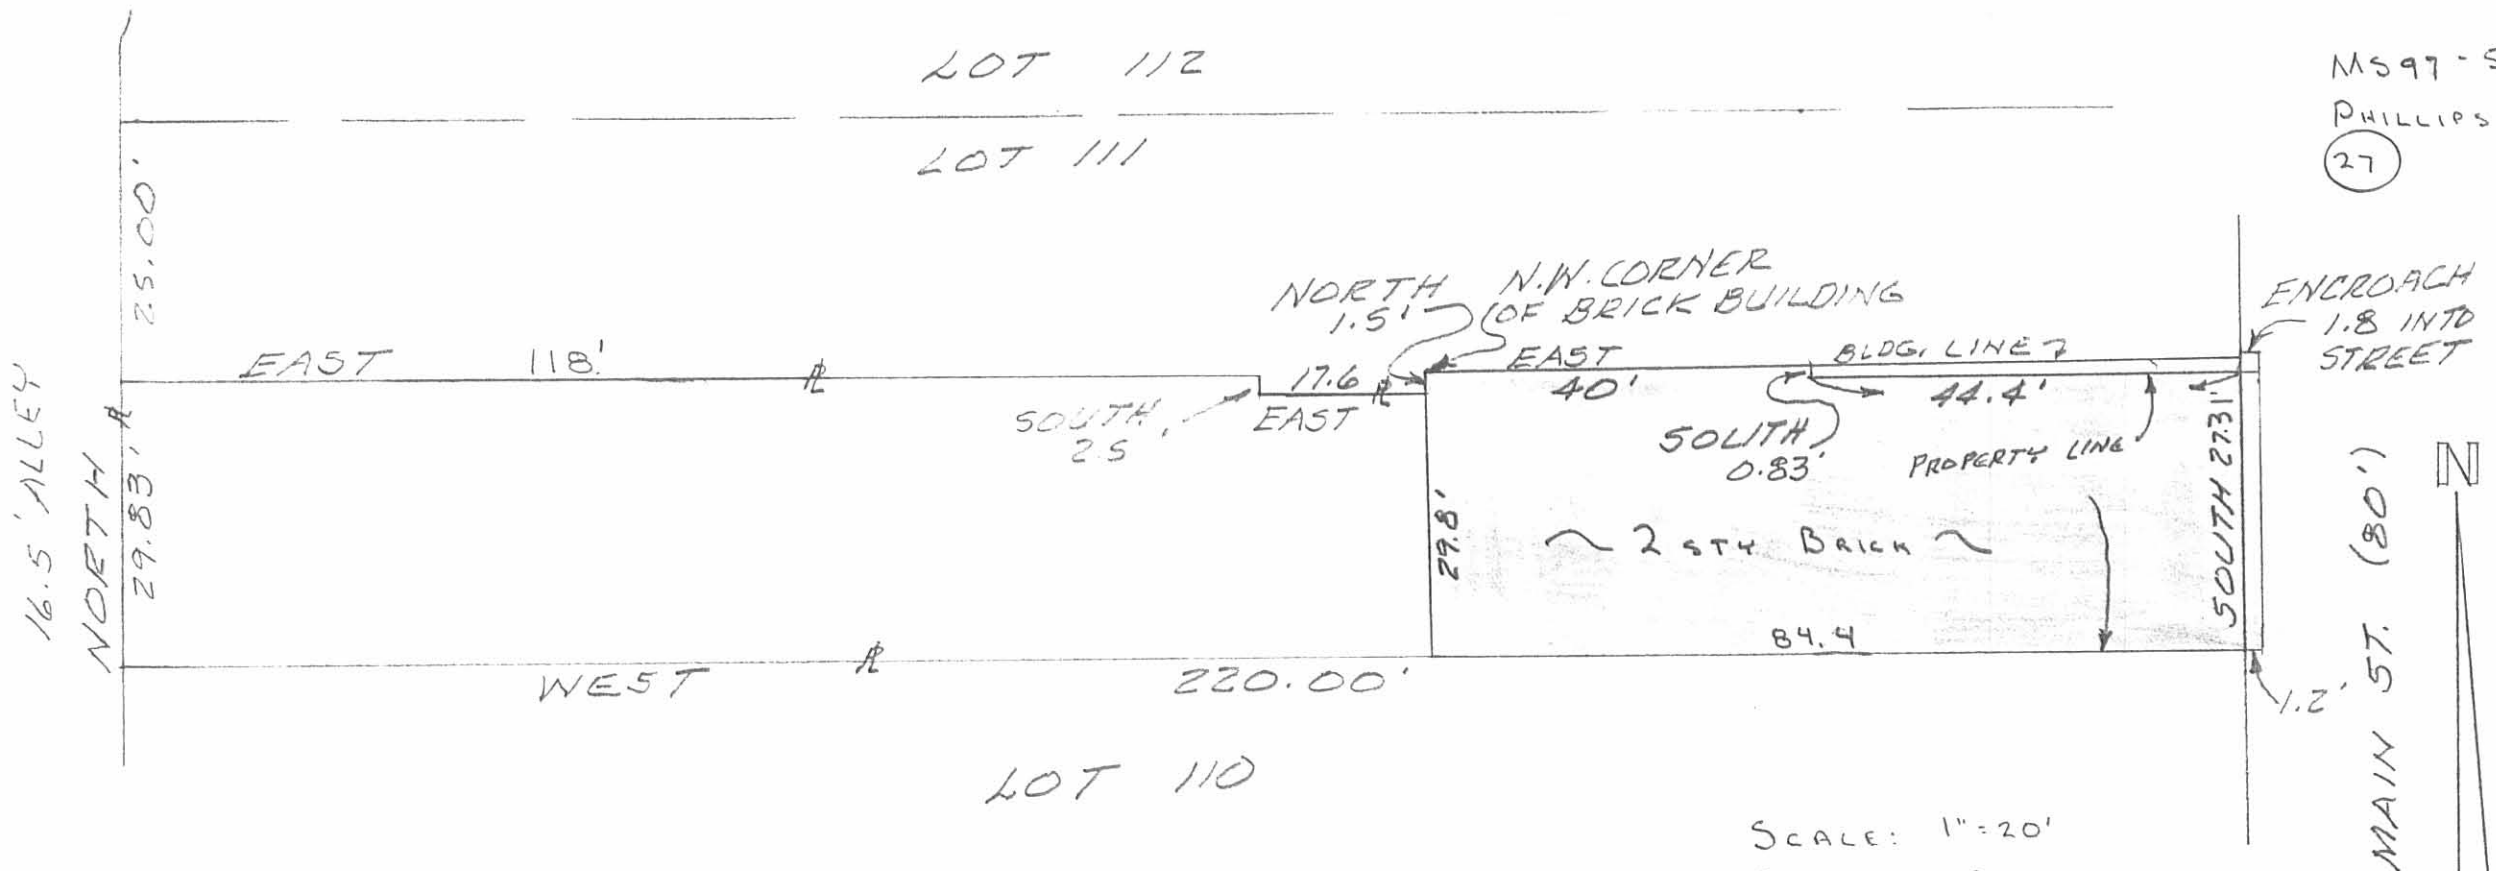 LOT 112
MS97-5
PHILLIPS
27
LOT 111
25.00'
N.W. CORNER
OF BRICK BUILDING
NORTH
1.5'
ENCROACH
1.8 INTO
STREET
EAST 118'
17.6
EAST
SOUTH
2.5
EAST
40'
BLDG. LINE
44.4'
SOUTH
0.83'
PROPERTY LINE
16.5' ALLEY
NORTH
29.83'
29.8'
~ 2 STY BRICK ~
SOUTH 27.31'
84.4
WEST
220.00'
1.2'
MAIN ST. (80')
N
LOT 110
SCALE: 1"=20'